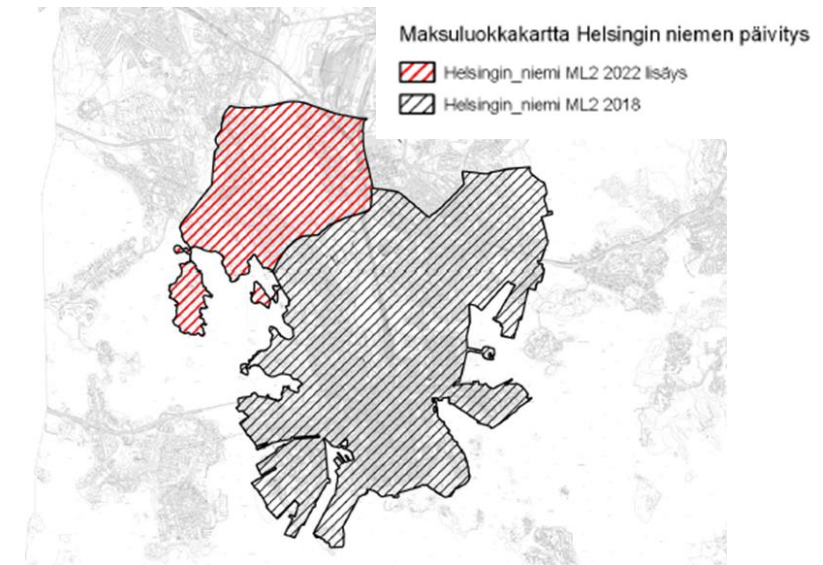 Maksuluokkakartta Helsingin niemen päivitys
Helsingin_niemi ML2 2022 lisäys
Helsingin_niemi ML2 2018